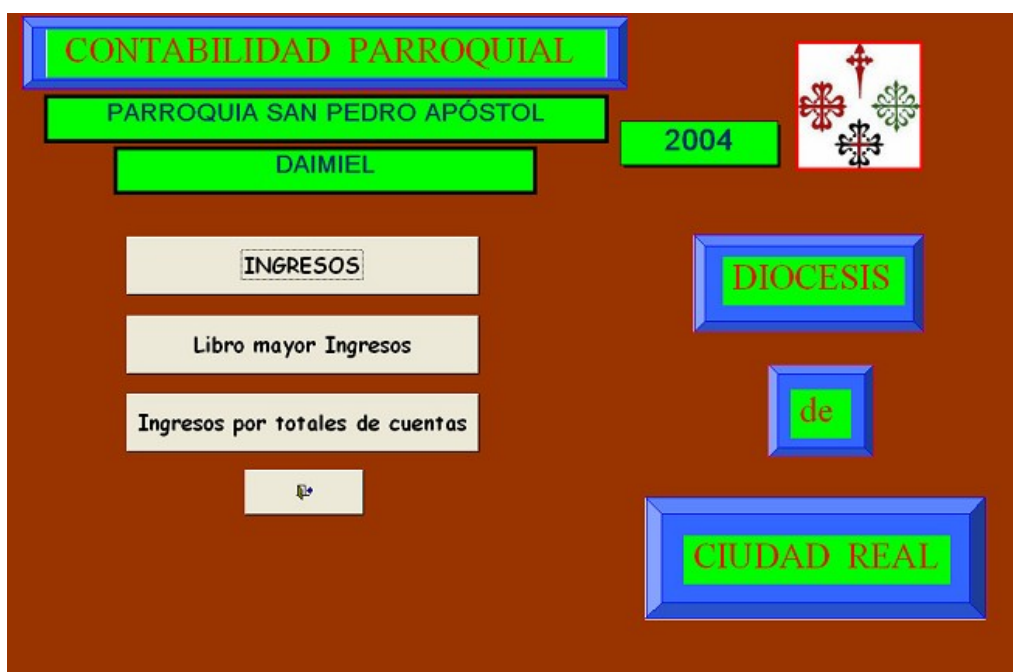 CONTABILIDAD PARROQUIAL
PARROQUIA SAN PEDRO APÓSTOL
DAIMIEL
2004
INGRESOS
Libro mayor Ingresos
Ingresos por totales de cuentas
DIOCESIS
de
CIUDAD REAL